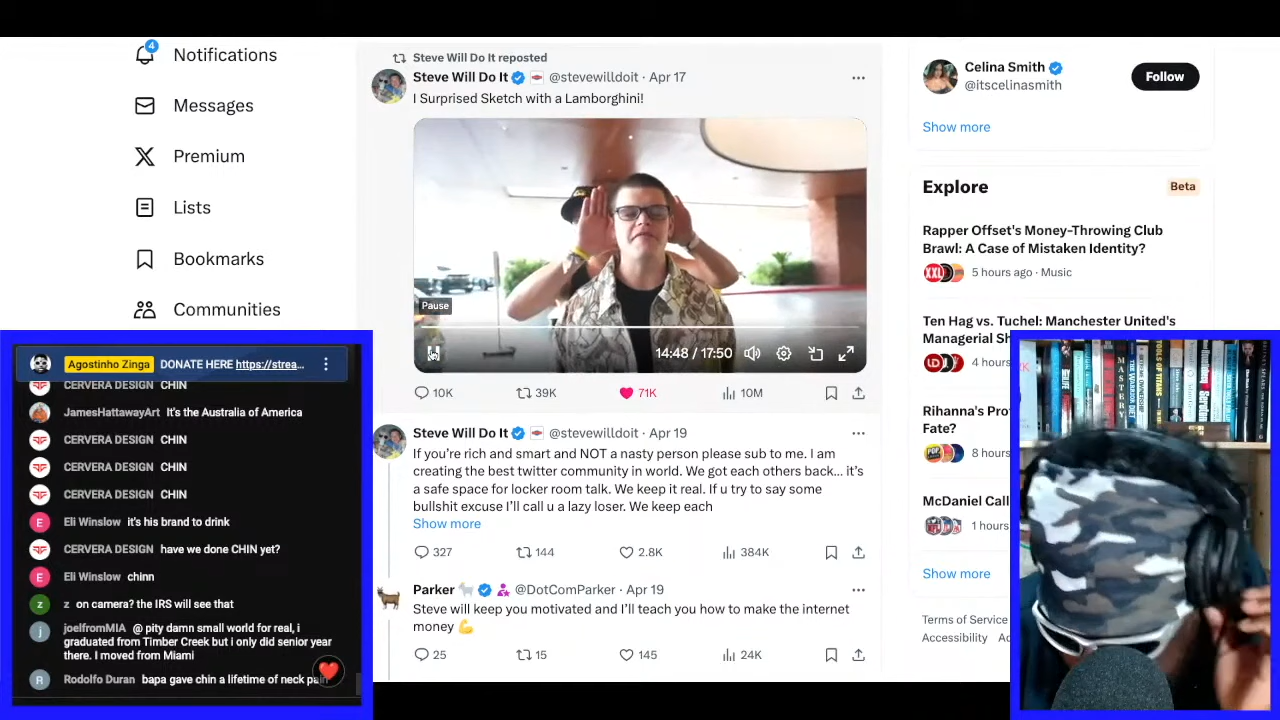 4
Notifications
Messages
Premium
Lists
Bookmarks
Communities
Steve Will Do It reposted
Steve Will Do It @stevewilldoit · Apr 17
I Surprised Sketch with a Lamborghini!
Pause
14:48 / 17:50
10K 39K 71K 10M
Steve Will Do It @stevewilldoit · Apr 19
If you're rich and smart and NOT a nasty person please sub to me. I am
creating the best twitter community in world. We got each others back... it's
a safe space for locker room talk. We keep it real. If u try to say some
bullshit excuse I'll call u a lazy loser. We keep each
Show more
327 144 2.8K 384K
Parker @DotComParker · Apr 19
Steve will keep you motivated and I'll teach you how to make the internet
money
25 15 145 24K
Celina Smith
@itscelinasmith
Follow
Show more
Explore
Beta
Rapper Offset's Money-Throwing Club
Brawl: A Case of Mistaken Identity?
XXL
5 hours ago · Music
Ten Hag vs. Tuchel: Manchester United's
Managerial Sh
4 hours
Rihanna's Pro
Fate?
8 hours
McDaniel Call
1 hours
Show more
Terms of Service
Accessibility
Agostinho Zinga DONATE HERE https://strea...
CERVERA DESIGN CHIN
JamesHattawayArt It's the Australia of America
CERVERA DESIGN CHIN
CERVERA DESIGN CHIN
CERVERA DESIGN CHIN
E Eli Winslow it's his brand to drink
CERVERA DESIGN have we done CHIN yet?
E Eli Winslow chinn
z z on camera? the IRS will see that
j joelfromMIA @ pity damn small world for real, i
graduated from Timber Creek but i only did senior year
there. I moved from Miami
R Rodolfo Duran bapa gave chin a lifetime of neck
MASTERY